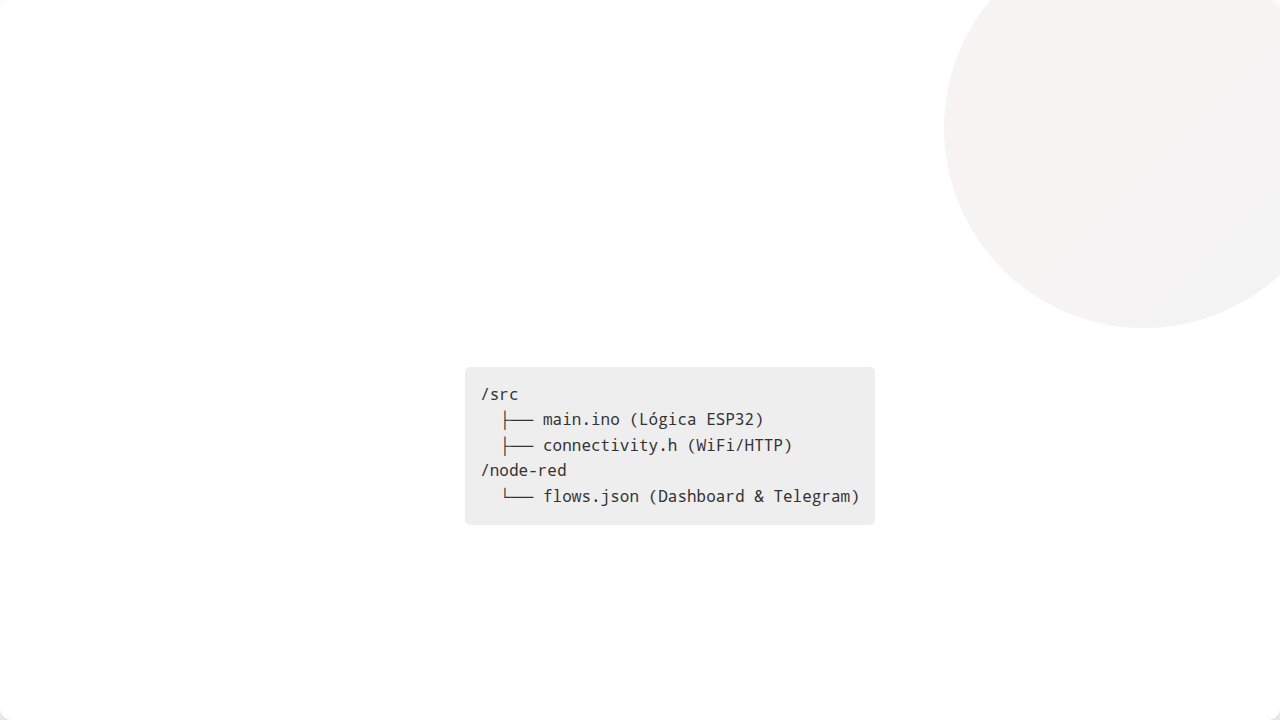 /src
  ├── main.ino (Lógica ESP32)
  ├── connectivity.h (WiFi/HTTP)
/node-red
  └── flows.json (Dashboard & Telegram)